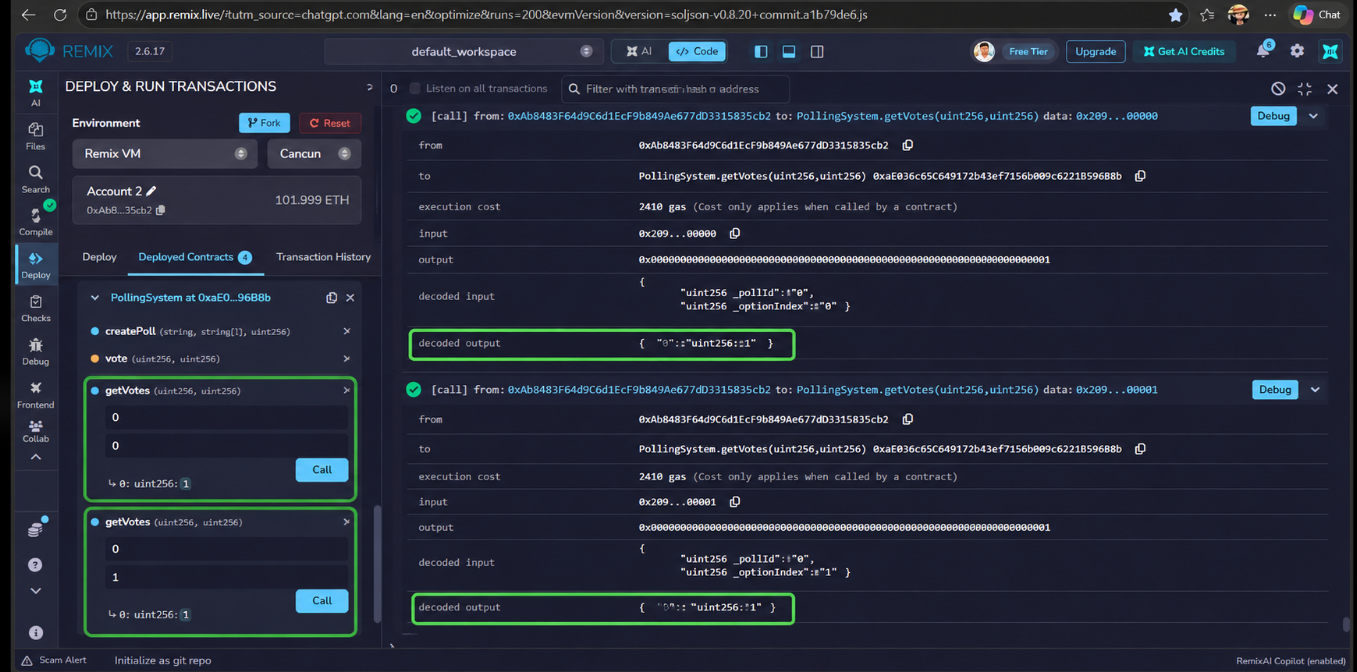 https://app.remix.live/#utm_source=chatgpt.com&lang=en&optimize&runs=200&evmVersion&version=soljson-v0.8.20+commit.a1b79de6.js
Chat
REMIX 2.6.17
default_workspace
AI Code
Free Tier Upgrade Get AI Credits 6
AI
Files
Search
Compile
Deploy
Checks
Debug
Frontend
Collab
DEPLOY & RUN TRANSACTIONS
Environment Fork Reset
Remix VM Cancun
Account 2
0xAb8...35cb2
101.999 ETH
Deploy Deployed Contracts 4 Transaction History
PollingSystem at 0xaE0...96B8b
createPoll (string, string[], uint256)
vote (uint256, uint256)
getVotes (uint256, uint256)
0
0
Call
0: uint256: 1
getVotes (uint256, uint256)
0
1
Call
0: uint256: 1
0 Listen on all transactions Filter with transaction hash or address
[call] from: 0xAb8483F64d9C6d1EcF9b849Ae677dD3315835cb2 to: PollingSystem.getVotes(uint256,uint256) data: 0x209...00000 Debug
from 0xAb8483F64d9C6d1EcF9b849Ae677dD3315835cb2
to PollingSystem.getVotes(uint256,uint256) 0xaE036c65C649172b43ef7156b009c6221B596B8b
execution cost 2410 gas (Cost only applies when called by a contract)
input 0x209...00000
output 0x0000000000000000000000000000000000000000000000000000000000000001
decoded input {
"uint256 _pollId": "0",
"uint256 _optionIndex": "0" }
decoded output { "0": "uint256: 1" }
[call] from: 0xAb8483F64d9C6d1EcF9b849Ae677dD3315835cb2 to: PollingSystem.getVotes(uint256,uint256) data: 0x209...00001 Debug
from 0xAb8483F64d9C6d1EcF9b849Ae677dD3315835cb2
to PollingSystem.getVotes(uint256,uint256) 0xaE036c65C649172b43ef7156b009c6221B596B8b
execution cost 2410 gas (Cost only applies when called by a contract)
input 0x209...00001
output 0x0000000000000000000000000000000000000000000000000000000000000001
decoded input {
"uint256 _pollId": "0",
"uint256 _optionIndex": "1" }
decoded output { "0": "uint256: 1" }
Scam Alert Initialize as git repo RemixAI Copilot (enabled)